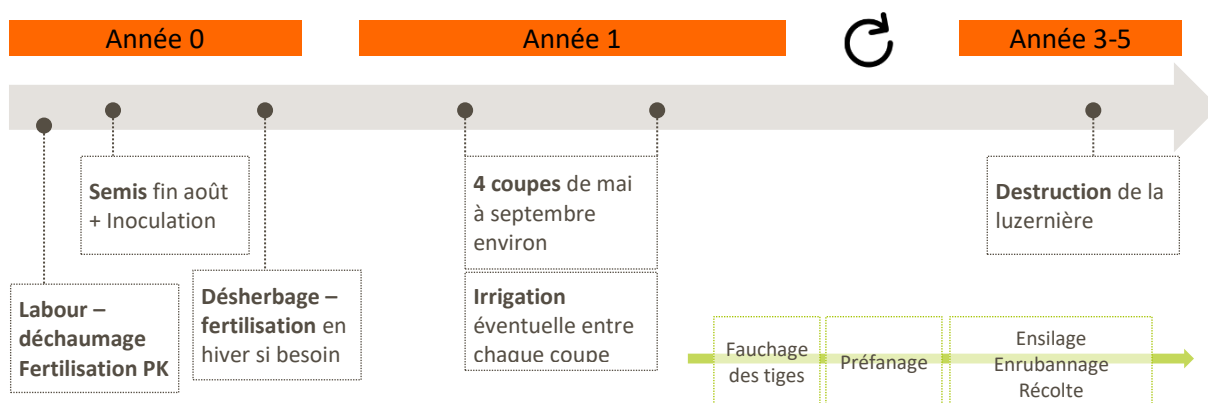 Année 0
Année 1
Année 3-5
Semis fin août
+ Inoculation
4 coupes de mai
à septembre
environ
Destruction de la
luzernière
Labour –
déchaumage
Fertilisation PK
Désherbage –
fertilisation en
hiver si besoin
Irrigation
éventuelle entre
chaque coupe
Fauchage
des tiges
Préfanage
Ensilage
Enrubannage
Récolte